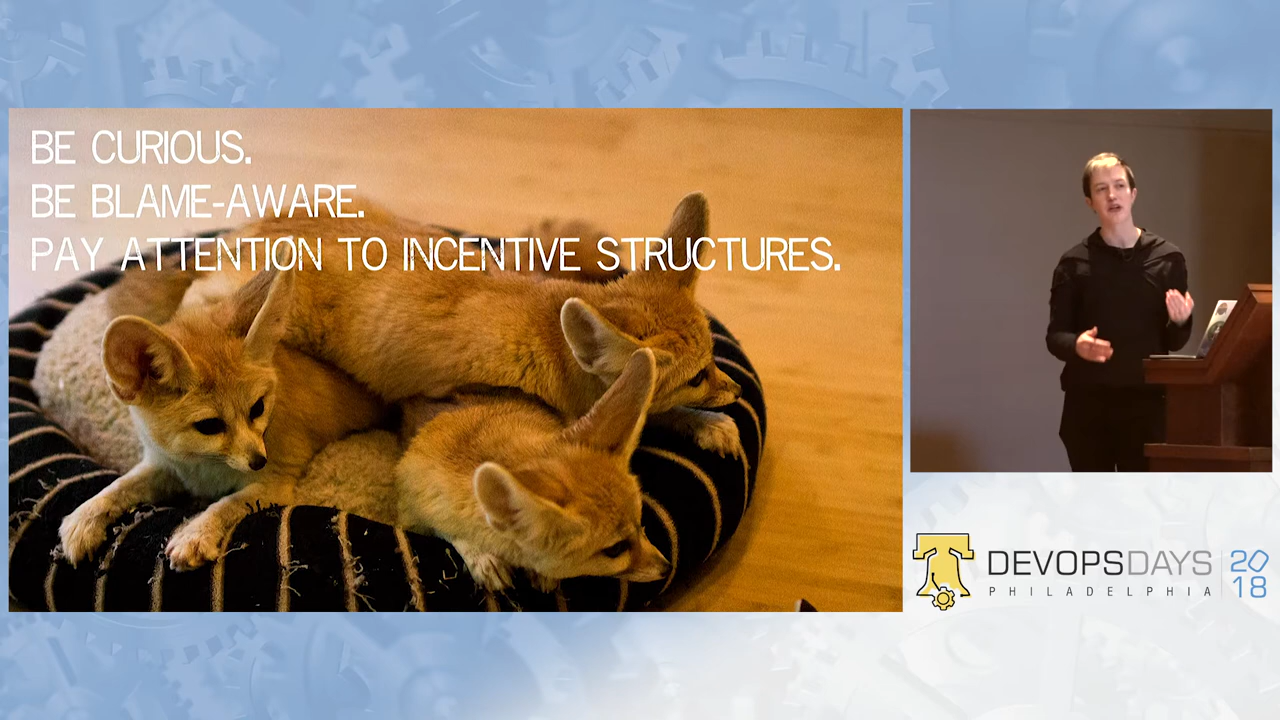 BE CURIOUS.
BE BLAME-AWARE.
PAY ATTENTION TO INCENTIVE STRUCTURES.
DEVOPSDAYS
PHILADELPHIA
20
18